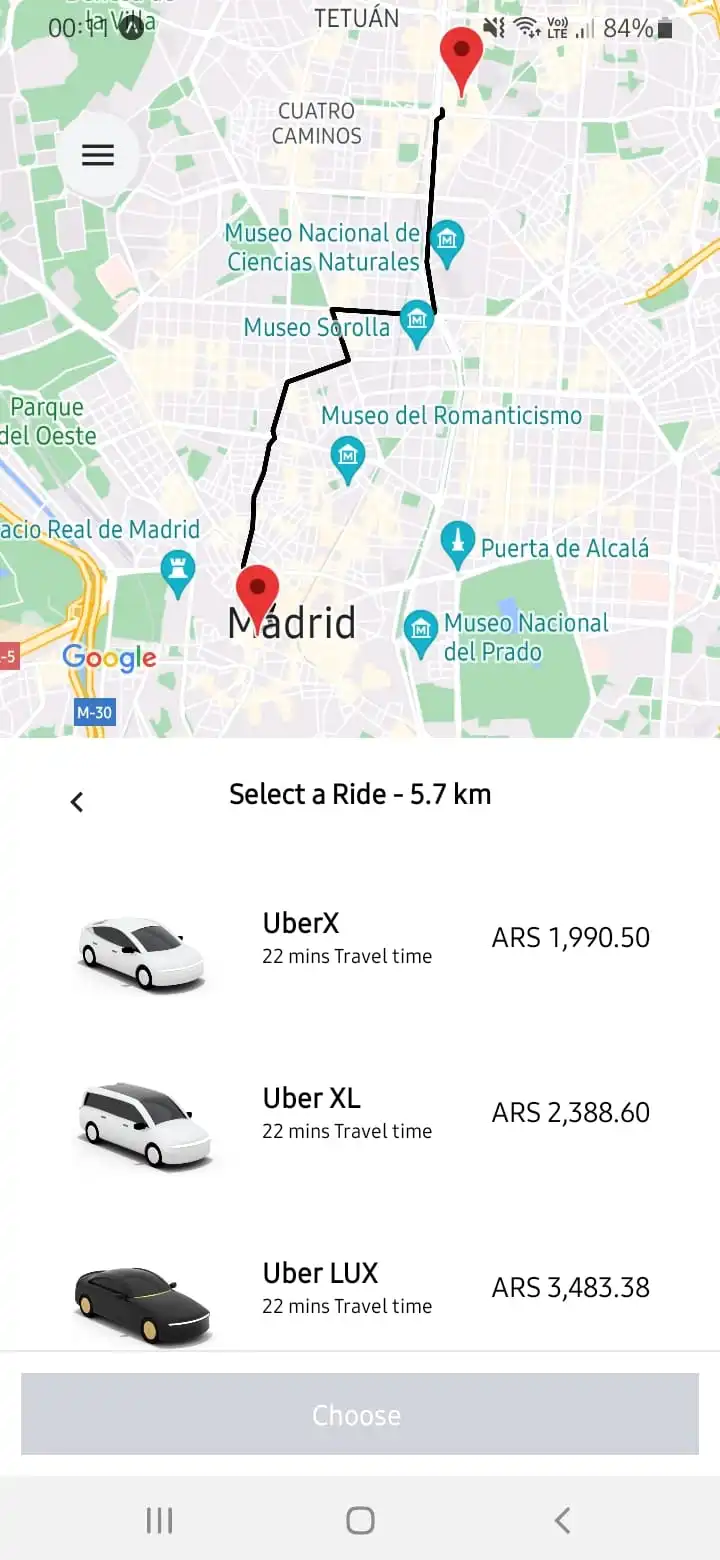 la Villa
00:11
Vo))
LTE
84%
TETUÁN
CUATRO
CAMINOS
Museo Nacional de
Ciencias Naturales
Museo Sorolla
Parque
del Oeste
Museo del Romanticismo
acio Real de Madrid
Puerta de Alcalá
Madrid
Museo Nacional
del Prado
-5
Google
M-30
Select a Ride - 5.7 km
UberX
22 mins Travel time
ARS 1,990.50
Uber XL
22 mins Travel time
ARS 2,388.60
Uber LUX
22 mins Travel time
ARS 3,483.38
Choose